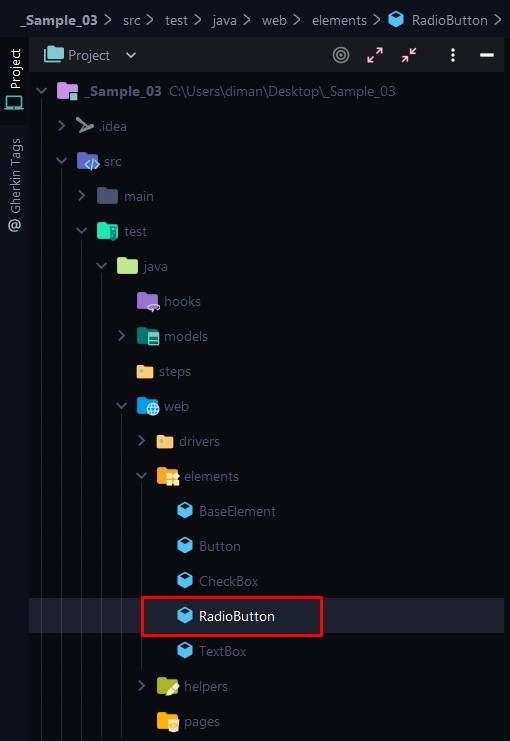 _Sample_03 > src > test > java > web > elements > RadioButton >
Project
Project
@ Gherkin Tags
_Sample_03 C:\Users\diman\Desktop\_Sample_03
.idea
src
main
test
java
hooks
models
steps
web
drivers
elements
BaseElement
Button
CheckBox
RadioButton
TextBox
helpers
pages